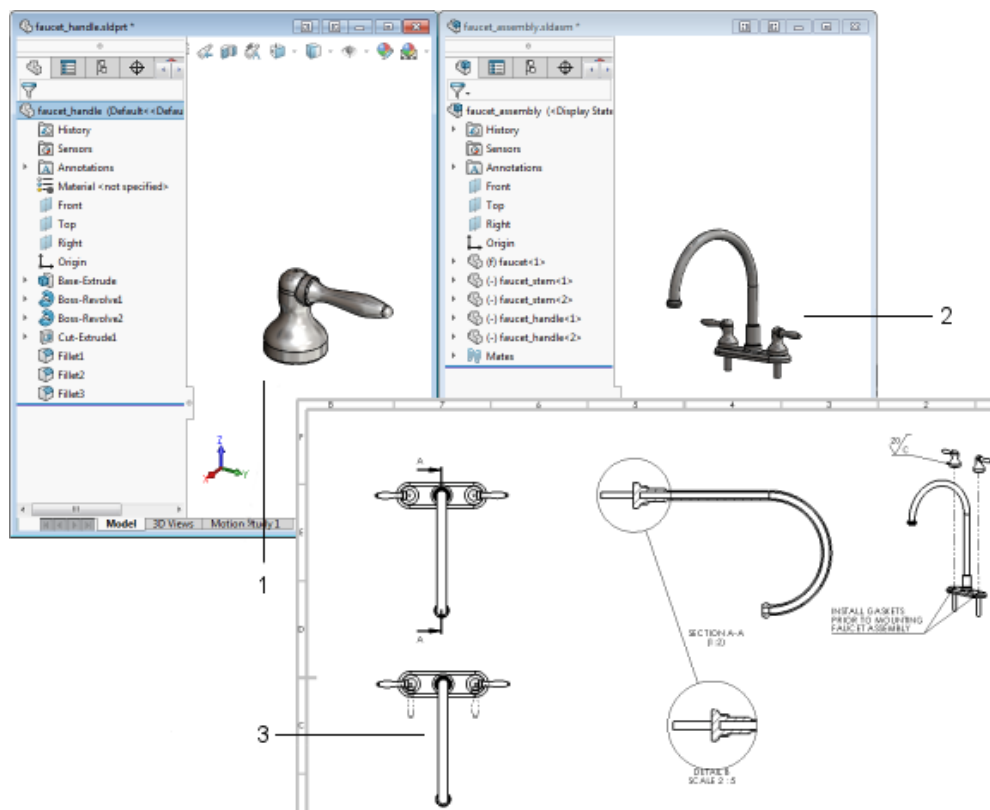 faucet_handle.sldprt *
faucet_handle (Default<<Defau
History
Sensors
Annotations
Material <not specified>
Front
Top
Right
Origin
Base-Extrude
Boss-Revolve1
Boss-Revolve2
Cut-Extrude1
Fillet1
Fillet2
Fillet3
Z
X
Y
Model
3D Views
Motion Study 1
1
faucet_assembly.sldasm *
faucet_assembly (<Display State
History
Sensors
Annotations
Front
Top
Right
Origin
(f) faucet<1>
(-) faucet_stem<1>
(-) faucet_stem<2>
(-) faucet_handle<1>
(-) faucet_handle<2>
Mates
2
8 7 6 5 4 3 2
F
E
D
C
A
A
20
C
SECTION A-A
(1:2)
INSTALL GASKETS
PRIOR TO MOUNTING
FAUCET ASSEMBLY
3
DETAIL B
SCALE 2 : 5